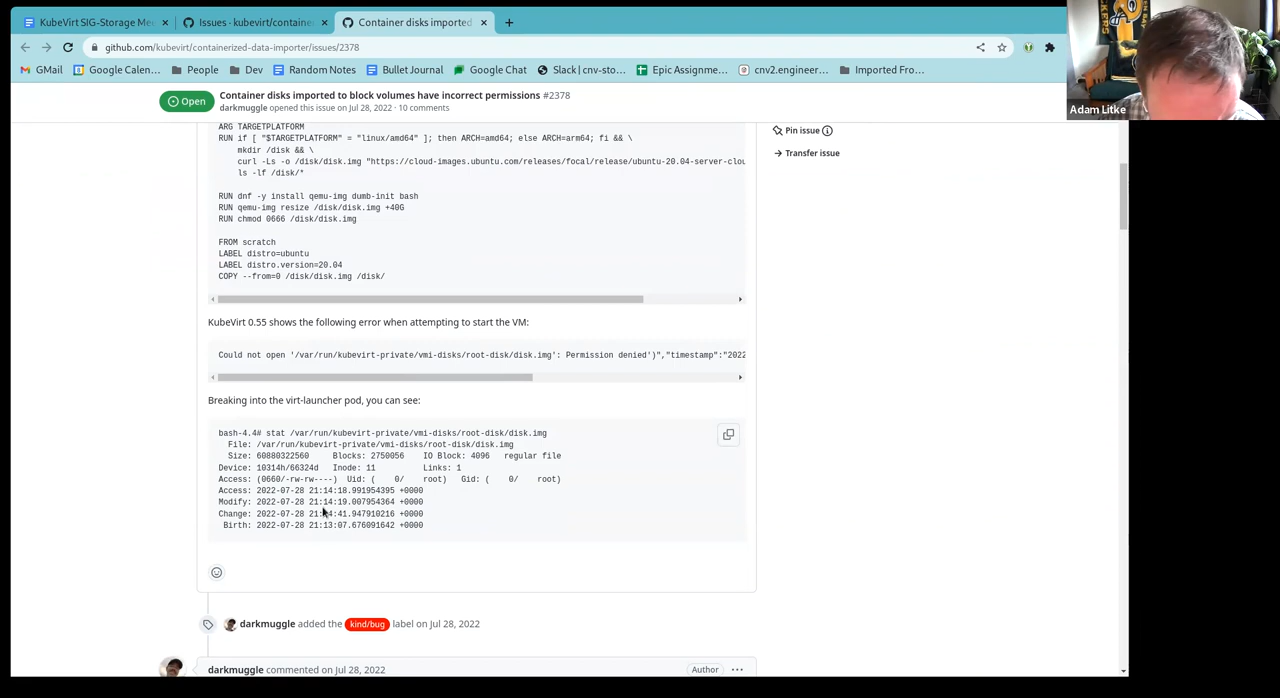 KubeVirt SIG-Storage Me
Issues · kubevirt/container
Container disks imported
github.com/kubevirt/containerized-data-importer/issues/2378
GMail
Google Calen...
People
Dev
Random Notes
Bullet Journal
Google Chat
Slack | cnv-sto...
Epic Assignme...
cnv2.engineer...
Imported Fro...
Adam Litke
Open
Container disks imported to block volumes have incorrect permissions #2378
darkmuggle opened this issue on Jul 28, 2022 · 10 comments
Pin issue
Transfer issue
ARG TARGETPLATFORM
RUN if [ "$TARGETPLATFORM" = "linux/amd64" ]; then ARCH=amd64; else ARCH=arm64; fi && \
mkdir /disk && \
curl -Ls -o /disk/disk.img "https://cloud-images.ubuntu.com/releases/focal/release/ubuntu-20.04-server-clou
ls -lf /disk/*
RUN dnf -y install qemu-img dumb-init bash
RUN qemu-img resize /disk/disk.img +40G
RUN chmod 0666 /disk/disk.img
FROM scratch
LABEL distro=ubuntu
LABEL distro.version=20.04
COPY --from=0 /disk/disk.img /disk/
KubeVirt 0.55 shows the following error when attempting to start the VM:
Could not open '/var/run/kubevirt-private/vmi-disks/root-disk/disk.img': Permission denied')","timestamp":"2022
Breaking into the virt-launcher pod, you can see:
bash-4.4# stat /var/run/kubevirt-private/vmi-disks/root-disk/disk.img
File: /var/run/kubevirt-private/vmi-disks/root-disk/disk.img
Size: 60880322560 Blocks: 2750056 IO Block: 4096 regular file
Device: 10314h/66324d Inode: 11 Links: 1
Access: (0660/-rw-rw----) Uid: ( 0/ root) Gid: ( 0/ root)
Access: 2022-07-28 21:14:18.991954395 +0000
Modify: 2022-07-28 21:14:19.007954364 +0000
Change: 2022-07-28 21:14:41.947910216 +0000
Birth: 2022-07-28 21:13:07.676091642 +0000
darkmuggle added the kind/bug label on Jul 28, 2022
darkmuggle commented on Jul 28, 2022
Author